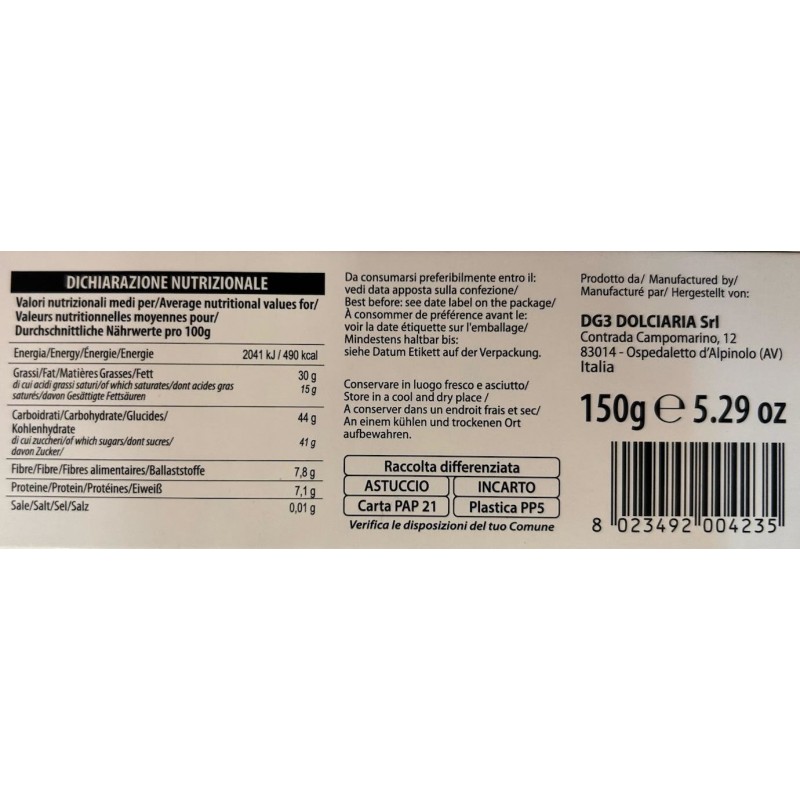 DICHIARAZIONE NUTRIZIONALE
Valori nutrizionali medi per/Average nutritional values for/
Valeurs nutritionnelles moyennes pour/
Durchschnittliche Nährwerte pro 100g
Energia/Energy/Énergie/Energie 2041 kJ / 490 kcal
Grassi/Fat/Matières Grasses/Fett 30 g
di cui acidi grassi saturi/of which saturates/dont acides gras 15 g
saturés/davon Gesättigte Fettsäuren
Carboidrati/Carbohydrate/Glucides/ 44 g
Kohlenhydrate
di cui zuccheri/of which sugars/dont sucres/ 41 g
davon Zucker/
Fibre/Fibre/Fibres alimentaires/Ballaststoffe 7,8 g
Proteine/Protein/Protéines/Eiweiß 7,1 g
Sale/Salt/Sel/Salz 0,01 g
Da consumarsi preferibilmente entro il:
vedi data apposta sulla confezione/
Best before: see date label on the package/
À consommer de préférence avant le:
voir la date étiquette sur l'emballage/
Mindestens haltbar bis:
siehe Datum Etikett auf der Verpackung.
Conservare in luogo fresco e asciutto/
Store in a cool and dry place /
A conserver dans un endroit frais et sec/
An einem kühlen und trockenen Ort
aufbewahren.
Raccolta differenziata
ASTUCCIO INCARTO
Carta PAP 21 Plastica PP5
Verifica le disposizioni del tuo Comune
Prodotto da/ Manufactured by/
Manufacturé par/ Hergestellt von:
DG3 DOLCIARIA Srl
Contrada Campomarino, 12
83014 - Ospedaletto d'Alpinolo (AV)
Italia
150g ℮ 5.29 oz
8 023492 004235